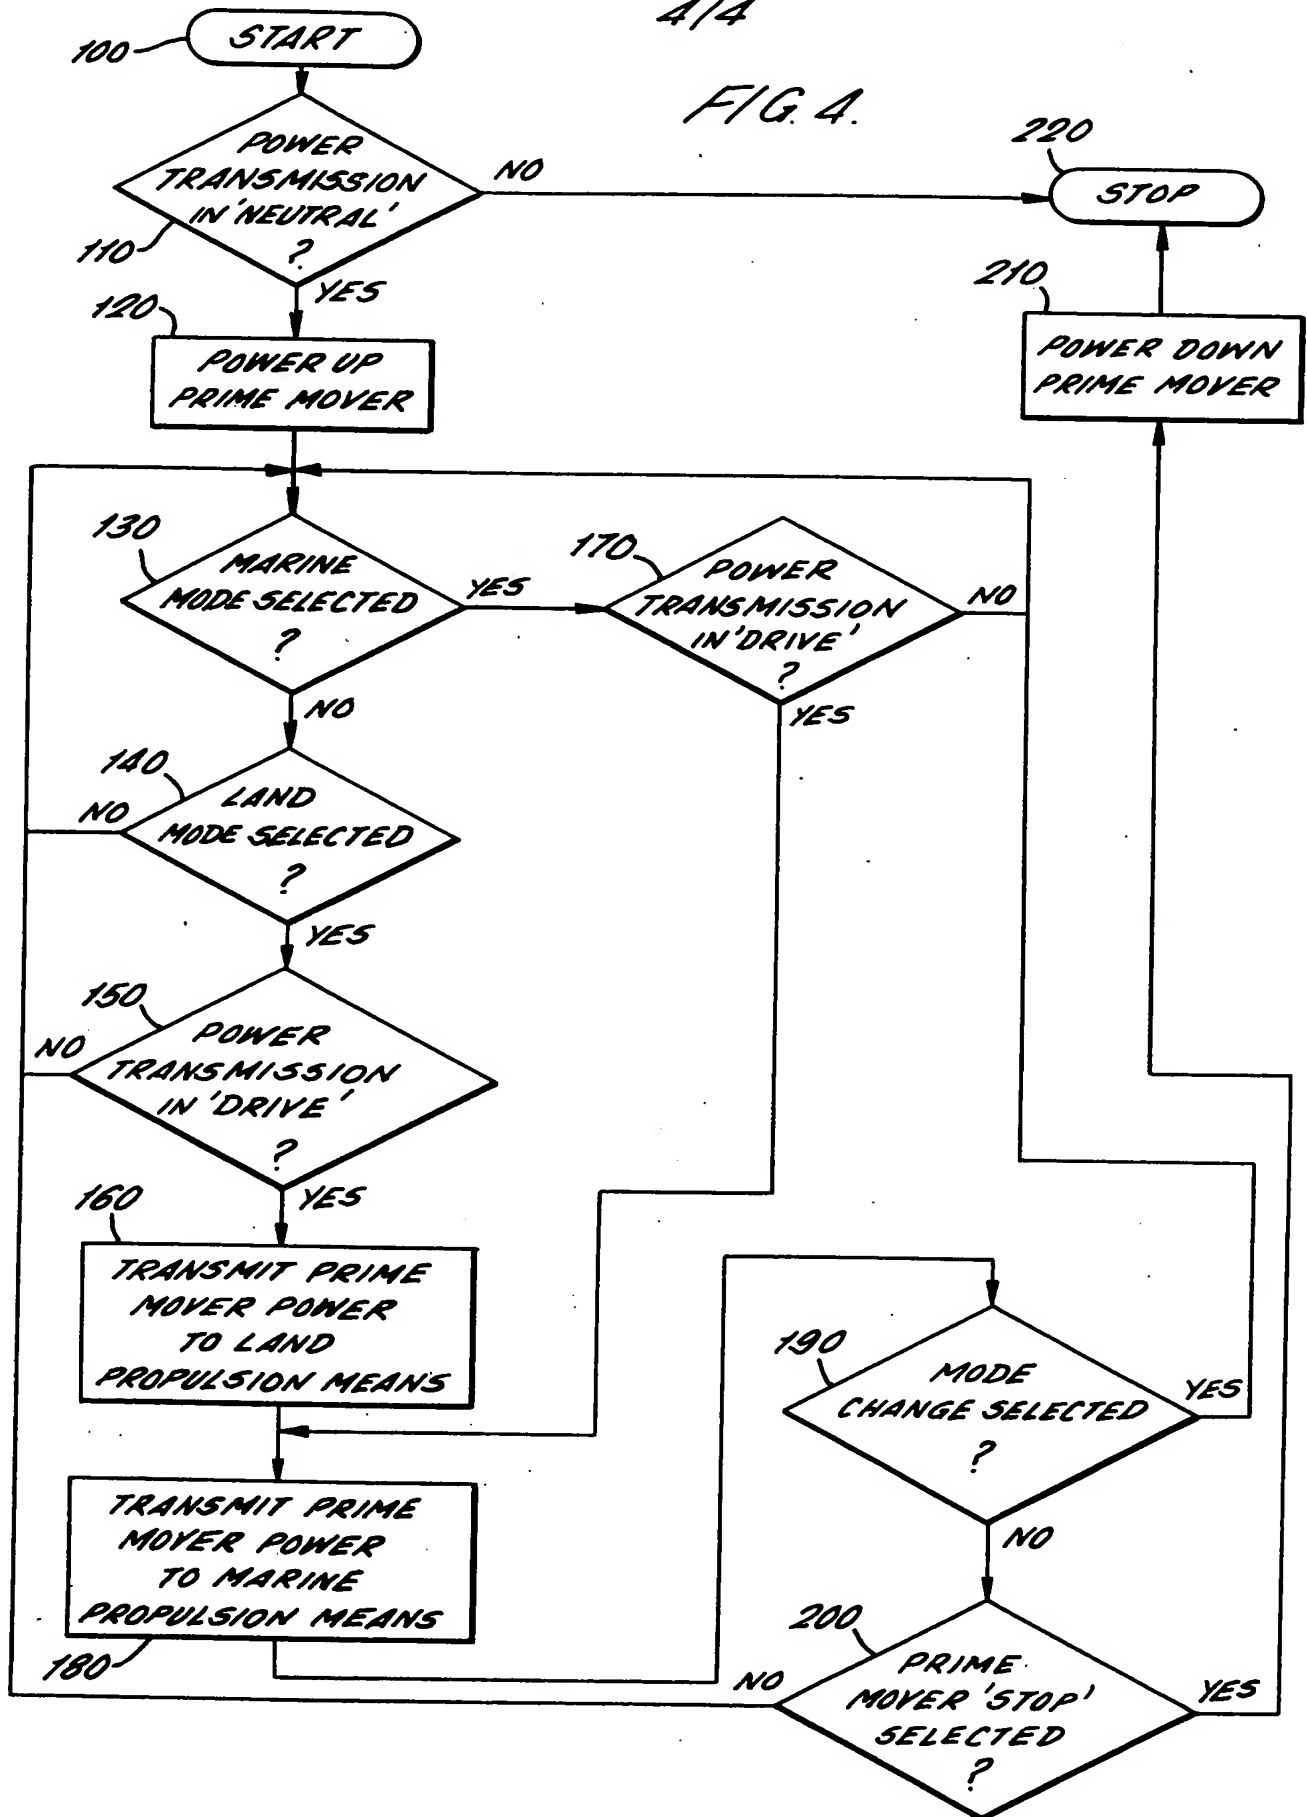 4/4
FIG. 4.
100
START
POWER
TRANSMISSION
IN 'NEUTRAL'
?
110
NO
YES
220
STOP
120
POWER UP
PRIME MOVER
210
POWER DOWN
PRIME MOVER
130
MARINE
MODE SELECTED
?
YES
NO
170
POWER
TRANSMISSION
IN 'DRIVE'
?
NO
YES
140
LAND
MODE SELECTED
?
NO
YES
150
POWER
TRANSMISSION
IN 'DRIVE'
?
NO
YES
160
TRANSMIT PRIME
MOVER POWER
TO LAND
PROPULSION MEANS
TRANSMIT PRIME
MOVER POWER
TO MARINE
PROPULSION MEANS
180
190
MODE
CHANGE SELECTED
?
YES
NO
200
PRIME
MOVER 'STOP'
SELECTED
?
NO
YES